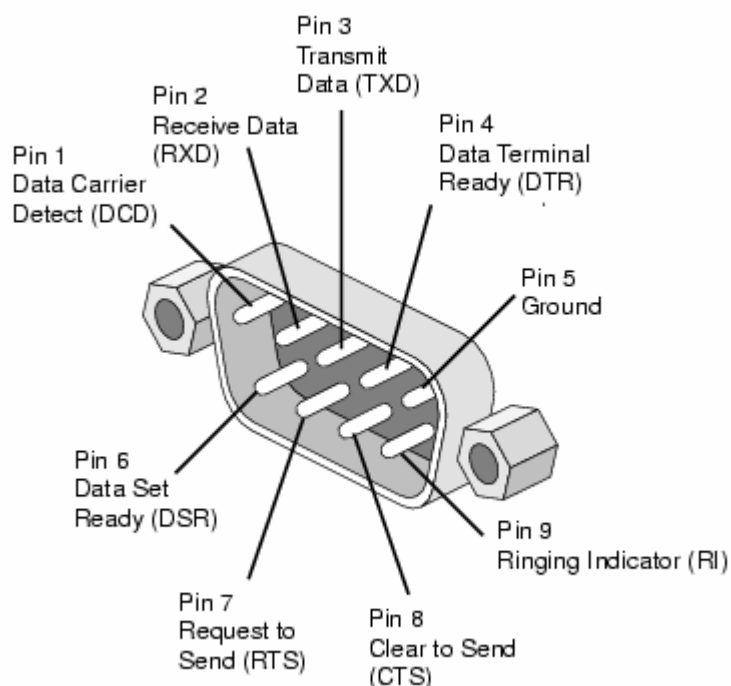 Pin 3
Transmit
Data (TXD)
Pin 2
Receive Data
(RXD)
Pin 4
Data Terminal
Ready (DTR)
Pin 1
Data Carrier
Detect (DCD)
Pin 5
Ground
Pin 6
Data Set
Ready (DSR)
Pin 9
Ringing Indicator (RI)
Pin 7
Request to
Send (RTS)
Pin 8
Clear to Send
(CTS)